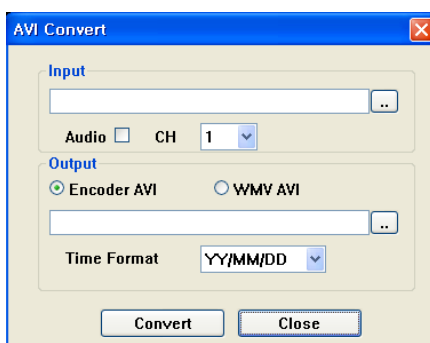 AVI Convert
Input
..
Audio CH 1
Output
Encoder AVI WMV AVI
..
Time Format YY/MM/DD
Convert Close